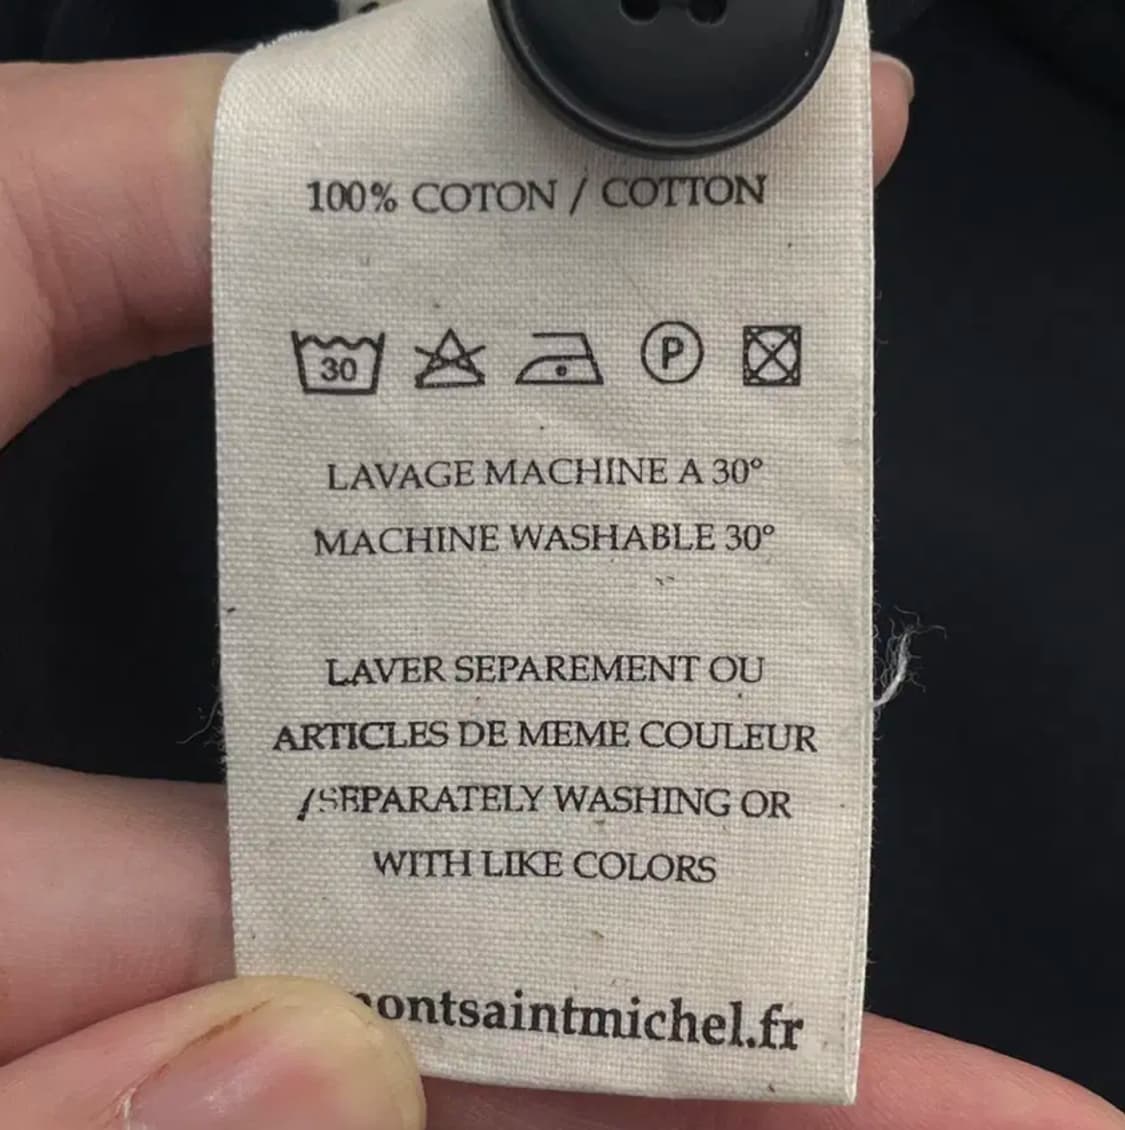 100% COTON / COTTON
30 P
LAVAGE MACHINE A 30°
MACHINE WASHABLE 30°
LAVER SEPAREMENT OU
ARTICLES DE MEME COULEUR
/SEPARATELY WASHING OR
WITH LIKE COLORS
ontsaintmichel.fr